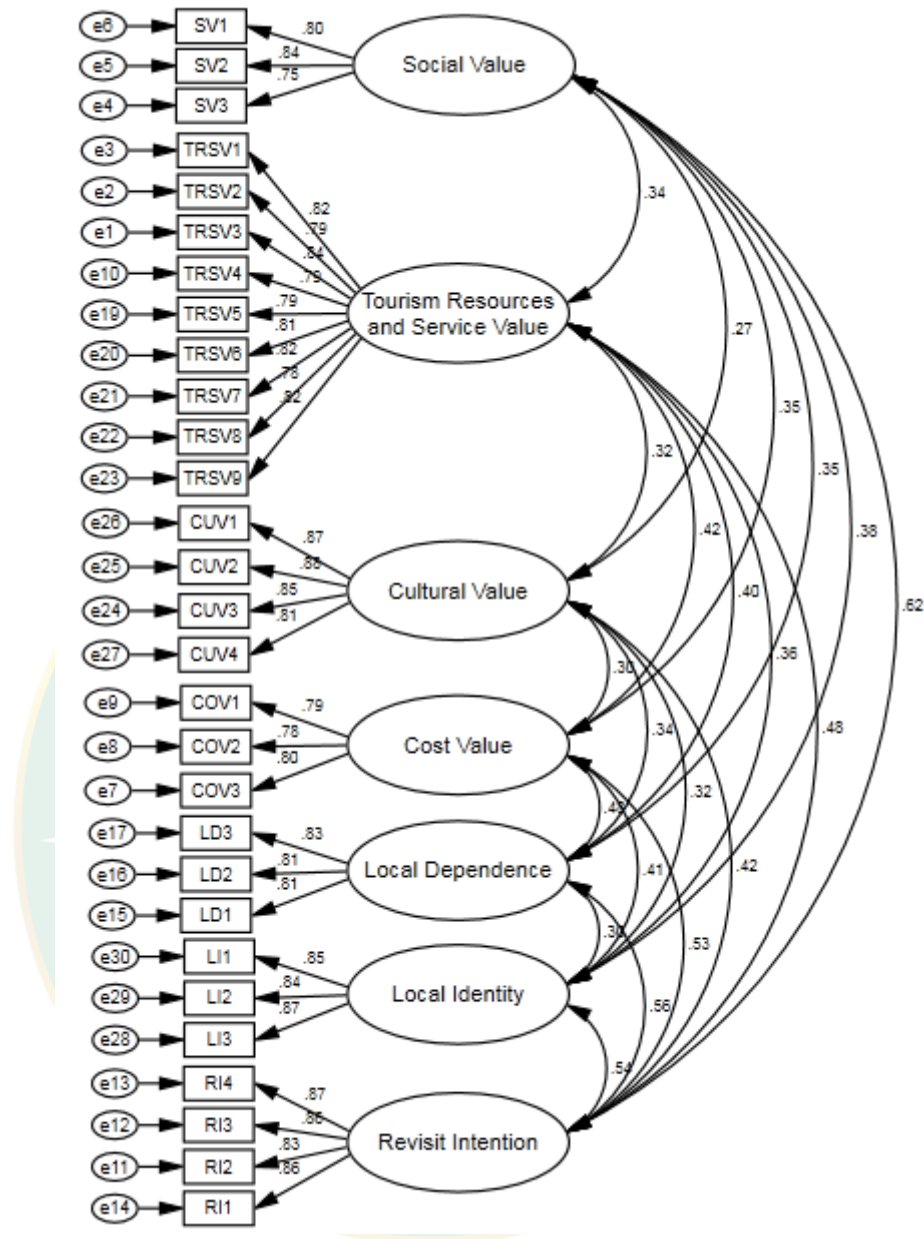 e6 SV1 .80
e5 SV2 .84
e4 SV3 .75
Social Value
e3 TRSV1 .82
e2 TRSV2 .79
e1 TRSV3 .84
e10 TRSV4 .79
e19 TRSV5 .79
e20 TRSV6 .81
e21 TRSV7 .82
e22 TRSV8 .78
e23 TRSV9 .82
Tourism Resources
and Service Value
e26 CUV1 .87
e25 CUV2
e24 CUV3 .85
e27 CUV4 .81
Cultural Value
e9 COV1 .79
e8 COV2 .78
e7 COV3 .80
Cost Value
e17 LD3 .83
e16 LD2 .81
e15 LD1 .81
Local Dependence
e30 LI1 .85
e29 LI2 .84
e28 LI3 .87
Local Identity
e13 RI4 .87
e12 RI3
e11 RI2 .83
e14 RI1 .86
Revisit Intention
.34
.27
.35
.35
.38
.62
.32
.42
.40
.36
.48
.30
.34
.32
.42
.41
.53
.56
.54